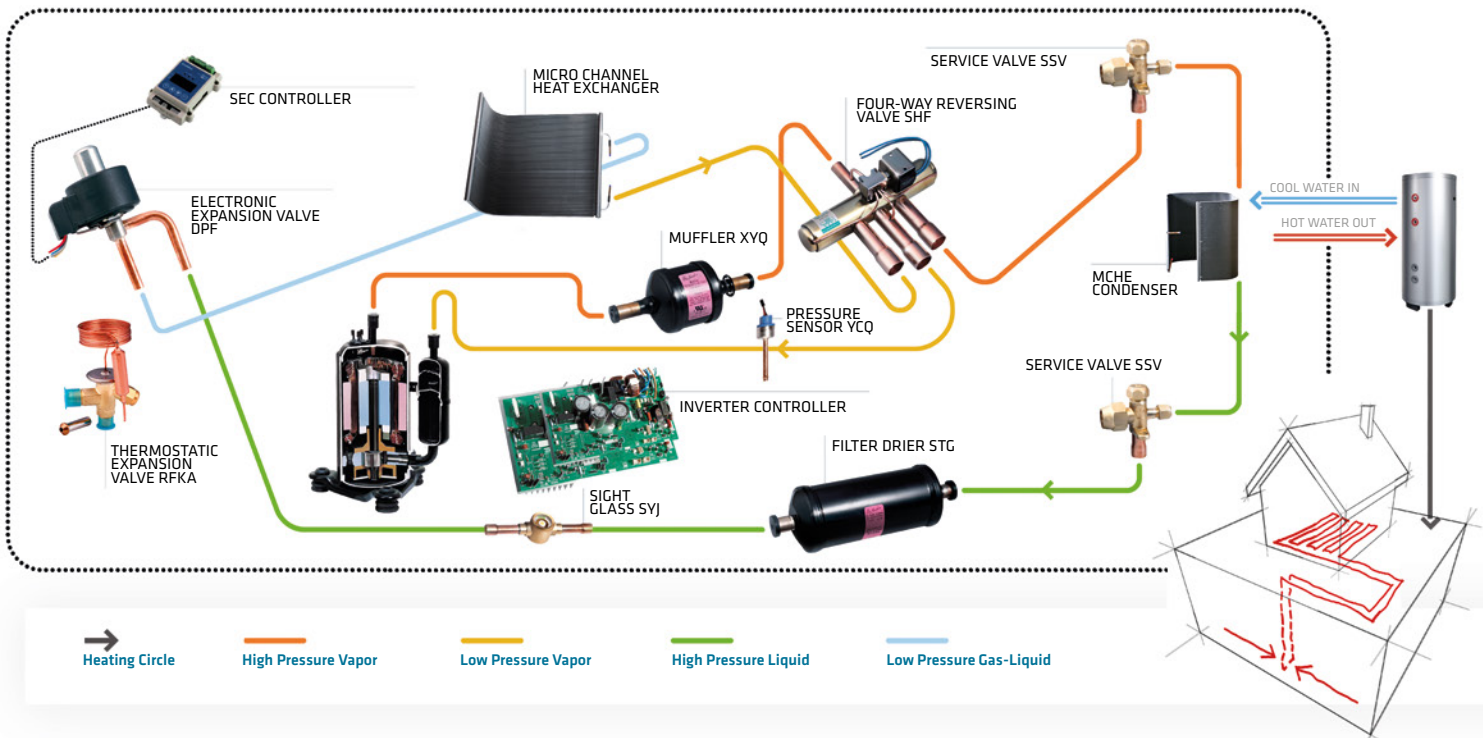 SEC CONTROLLER
MICRO CHANNEL
HEAT EXCHANGER
SERVICE VALVE SSV
FOUR-WAY REVERSING
VALVE SHF
ELECTRONIC
EXPANSION VALVE
DPF
COOL WATER IN
HOT WATER OUT
MUFFLER XYQ
MCHE
CONDENSER
PRESSURE
SENSOR YCQ
SERVICE VALVE SSV
INVERTER CONTROLLER
THERMOSTATIC
EXPANSION
VALVE RFKA
FILTER DRIER STG
SIGHT
GLASS SYJ
Heating Circle
High Pressure Vapor
Low Pressure Vapor
High Pressure Liquid
Low Pressure Gas-Liquid